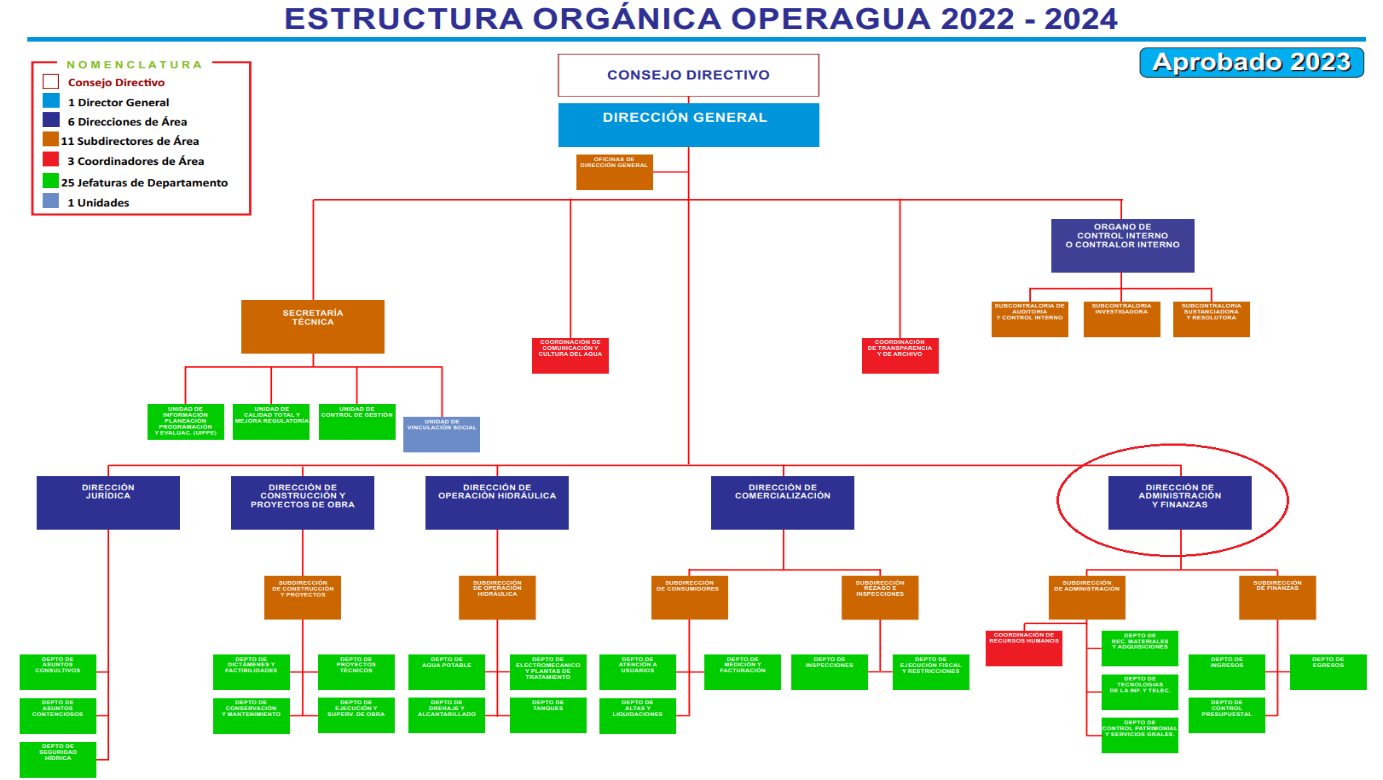 ESTRUCTURA ORGÁNICA OPERAGUA 2022 - 2024
Aprobado 2023
NOMENCLATURA
Consejo Directivo
1 Director General
6 Direcciones de Área
11 Subdirectores de Área
3 Coordinadores de Área
25 Jefaturas de Departamento
1 Unidades
CONSEJO DIRECTIVO
DIRECCIÓN GENERAL
OFICINAS DE
DIRECCIÓN GENERAL
ORGANO DE
CONTROL INTERNO
O CONTRALOR INTERNO
SUBCONTRALORIA DE
AUDITORIA
Y CONTROL INTERNO
SUBCONTRALORIA
INVESTIGADORA
SUBCONTRALORIA
SUSTANCIADORA
Y RESOLUTORA
SECRETARÍA
TÉCNICA
COORDINACIÓN DE
COMUNICACIÓN Y
CULTURA DEL AGUA
COORDINACIÓN
DE TRANSPARENCIA
Y DE ARCHIVO
UNIDAD DE
INFORMACIÓN
PLANEACIÓN
PROGRAMACIÓN
Y EVALUAC. (UIPPE)
UNIDAD DE
CALIDAD TOTAL Y
MEJORA REGULATORÍA
UNIDAD DE
CONTROL DE GESTIÓN
UNIDAD DE
VINCULACIÓN SOCIAL
DIRECCIÓN
JURÍDICA
DIRECCIÓN DE
CONSTRUCCIÓN Y
PROYECTOS DE OBRA
DIRECCIÓN DE
OPERACIÓN HIDRÁULICA
DIRECCIÓN DE
COMERCIALIZACIÓN
DIRECCIÓN DE
ADMINISTRACIÓN
Y FINANZAS
SUBDIRECCIÓN
DE CONSTRUCCIÓN
Y PROYECTOS
SUBDIRECCIÓN
DE OPERACIÓN
HIDRÁULICA
SUBDIRECCIÓN
DE CONSUMIDORES
SUBDIRECCIÓN
REZAGO E
INSPECCIONES
SUBDIRECCIÓN
DE ADMINISTRACIÓN
SUBDIRECCIÓN
DE FINANZAS
COORDINACIÓN DE
RECURSOS HUMANOS
DEPTO DE
REC. MATERIALES
Y ADQUISICIONES
DEPTO DE
ASUNTOS
CONSULTIVOS
DEPTO DE
DICTÁMENES Y
FACTIBILIDADES
DEPTO DE
PROYECTOS
TÉCNICOS
DEPTO DE
AGUA POTABLE
DEPTO DE
ELECTROMECANICO
Y PLANTAS DE
TRATAMIENTO
DEPTO DE
ATENCIÓN A
USUARIOS
DEPTO DE
MEDICIÓN Y
FACTURACIÓN
DEPTO DE
INSPECCIONES
DEPTO DE
EJECUCIÓN FISCAL
Y RESTRICCIONES
DEPTO DE
TECNOLOGIAS
DE LA INF. Y TELEC.
DEPTO DE
INGRESOS
DEPTO DE
EGRESOS
DEPTO DE
ASUNTOS
CONTENCIOSOS
DEPTO DE
CONSERVACIÓN
Y MANTENIMIENTO
DEPTO DE
EJECUCIÓN Y
SUPERV. DE OBRA
DEPTO DE
DRENAJE Y
ALCANTARILLADO
DEPTO DE
TANQUES
DEPTO DE
ALTAS Y
LIQUIDACIONES
DEPTO DE
CONTROL PATRIMONIAL
Y SERVICIOS GRALES.
DEPTO DE
CONTROL
PRESUPUESTAL
DEPTO DE
SEGURIDAD
HÍDRICA